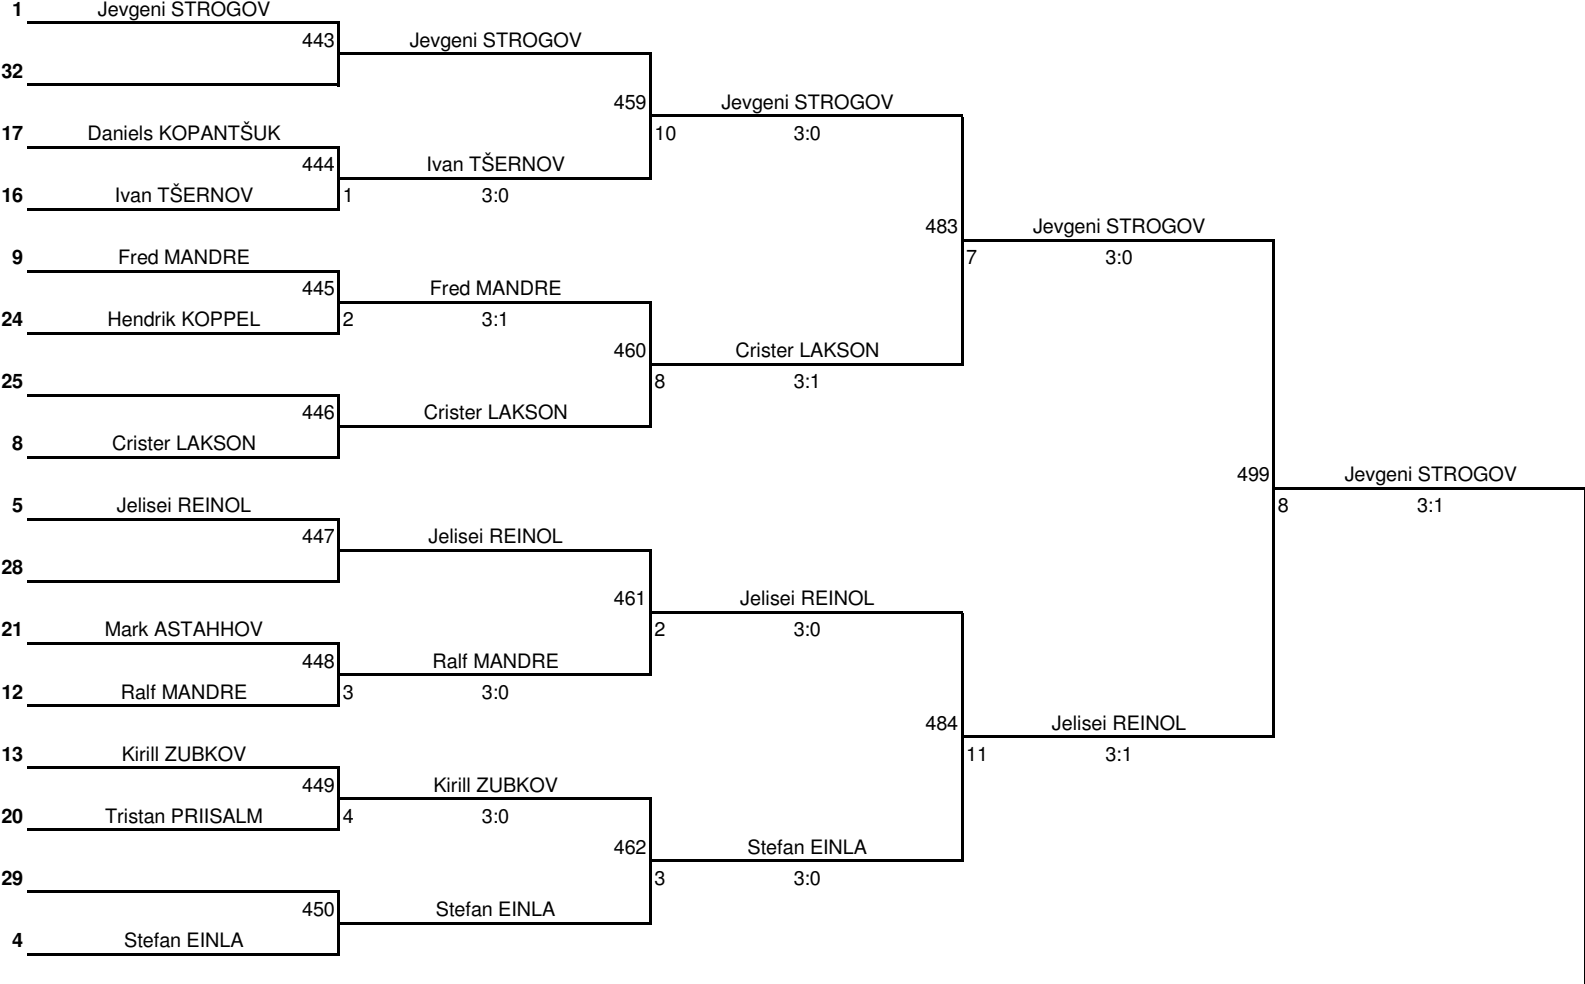 1 Jevgeni STROGOV
443 Jevgeni STROGOV
32
459 Jevgeni STROGOV
17 Daniels KOPANTŠUK 10 3:0
444 Ivan TŠERNOV
16 Ivan TŠERNOV 1 3:0
483 Jevgeni STROGOV
9 Fred MANDRE 7 3:0
445 Fred MANDRE
24 Hendrik KOPPEL 2 3:1
460 Crister LAKSON
25 8 3:1
446 Crister LAKSON
8 Crister LAKSON
499 Jevgeni STROGOV
5 Jelisei REINOL 8 3:1
447 Jelisei REINOL
28
461 Jelisei REINOL
21 Mark ASTAHHOV 2 3:0
448 Ralf MANDRE
12 Ralf MANDRE 3 3:0
484 Jelisei REINOL
13 Kirill ZUBKOV 11 3:1
449 Kirill ZUBKOV
20 Tristan PRIISALM 4 3:0
462 Stefan EINLA
29 3 3:0
450 Stefan EINLA
4 Stefan EINLA